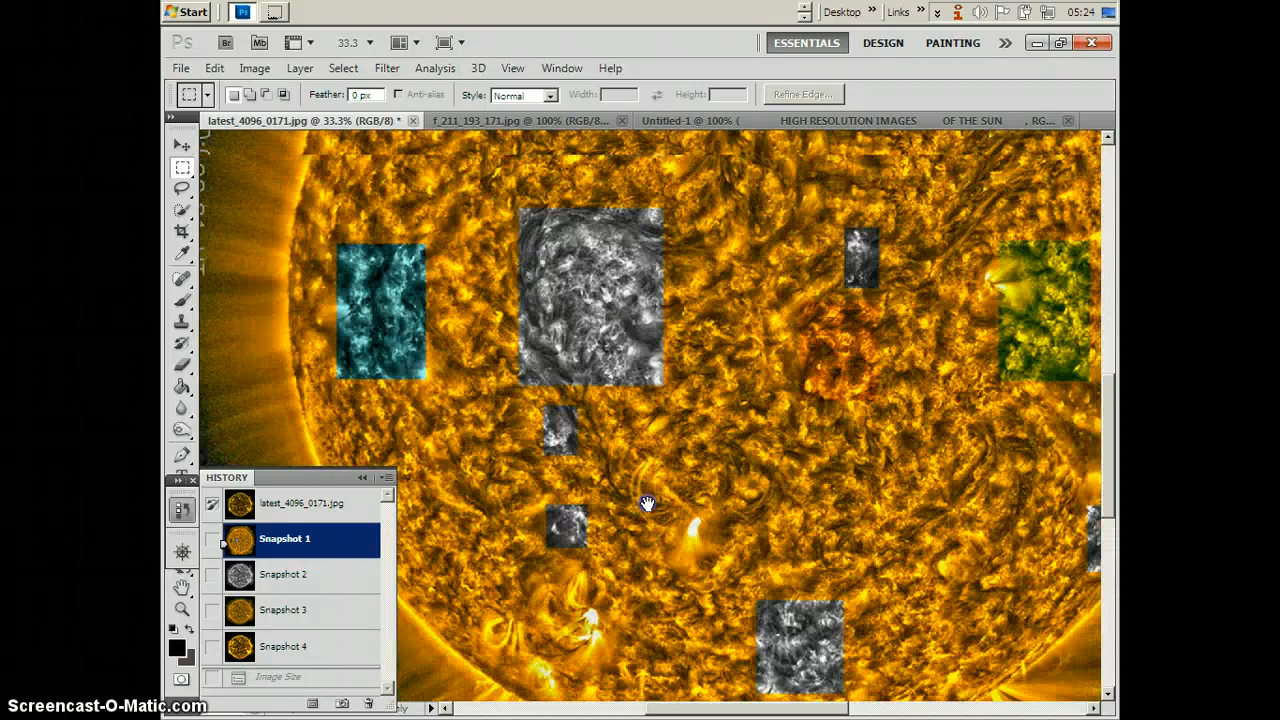 Start
Ps
Desktop
Links
05:24
Ps
Br
Mb
33.3
ESSENTIALS
DESIGN
PAINTING
File Edit Image Layer Select Filter Analysis 3D View Window Help
Feather: 0 px
Anti-alias
Style: Normal
Width:
Height:
Refine Edge...
latest_4096_0171.jpg @ 33.3% (RGB/8) *
f_211_193_171.jpg @ 100% (RGB/8...
Untitled-1 @ 100% ( HIGH RESOLUTION IMAGES OF THE SUN , RG...
HISTORY
latest_4096_0171.jpg
Snapshot 1
Snapshot 2
Snapshot 3
Snapshot 4
Image Size
Screencast-O-Matic.com